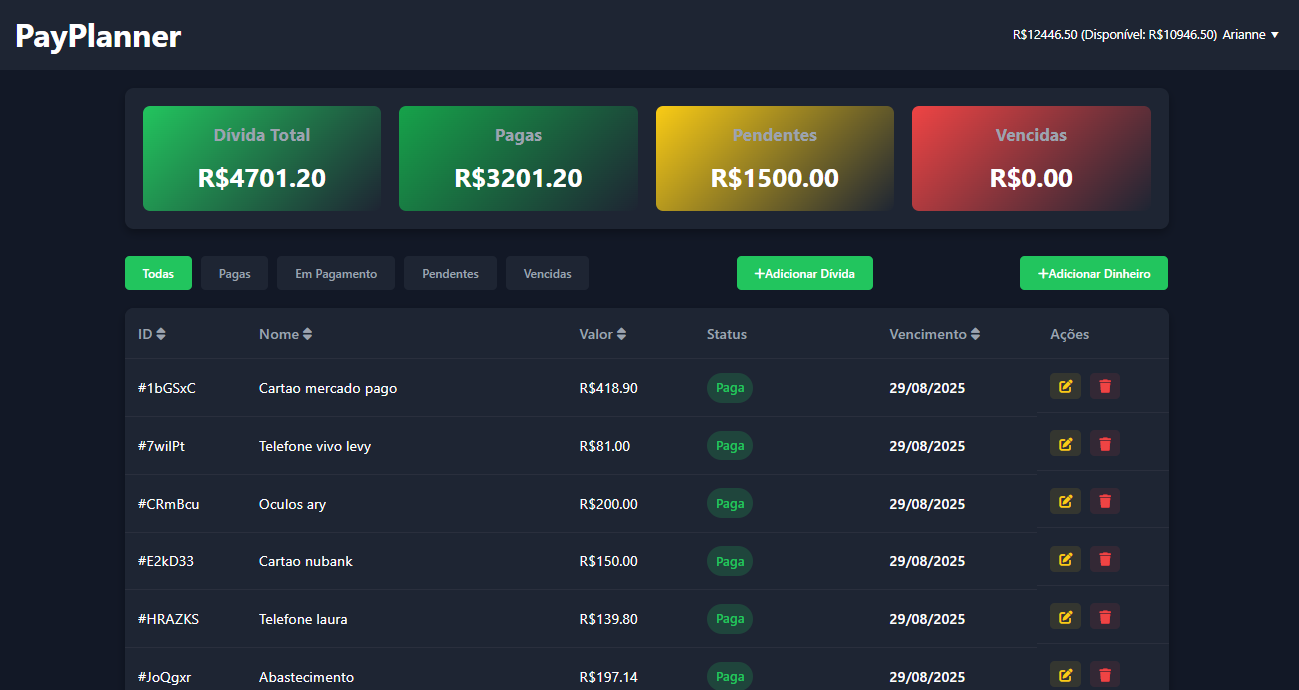 PayPlanner
R$12446.50 (Disponível: R$10946.50) Arianne
Dívida Total Pagas Pendentes Vencidas
R$4701.20 R$3201.20 R$1500.00 R$0.00
Todas Pagas Em Pagamento Pendentes Vencidas +Adicionar Dívida +Adicionar Dinheiro
ID Nome Valor Status Vencimento Ações
#1bGSxC Cartao mercado pago R$418.90 Paga 29/08/2025
#7wilPt Telefone vivo levy R$81.00 Paga 29/08/2025
#CRmBcu Oculos ary R$200.00 Paga 29/08/2025
#E2kD33 Cartao nubank R$150.00 Paga 29/08/2025
#HRAZKS Telefone laura R$139.80 Paga 29/08/2025
#JoQgxr Abastecimento R$197.14 Paga 29/08/2025